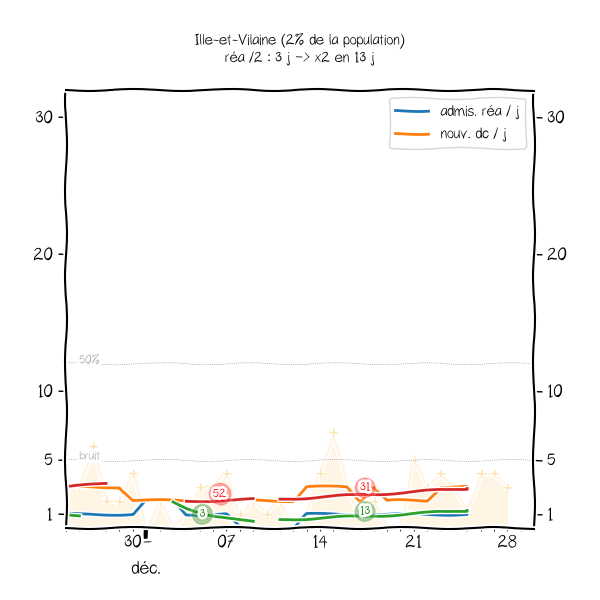 Ille-et-Vilaine (2% de la population)
réa /2 : 3 j -> x2 en 13 j
admis. réa / j
nouv. dc / j
30 30
20 20
50%
10 10
bruit
5 5
52 31
3 13
1 1
30 07 14 21 28
déc.